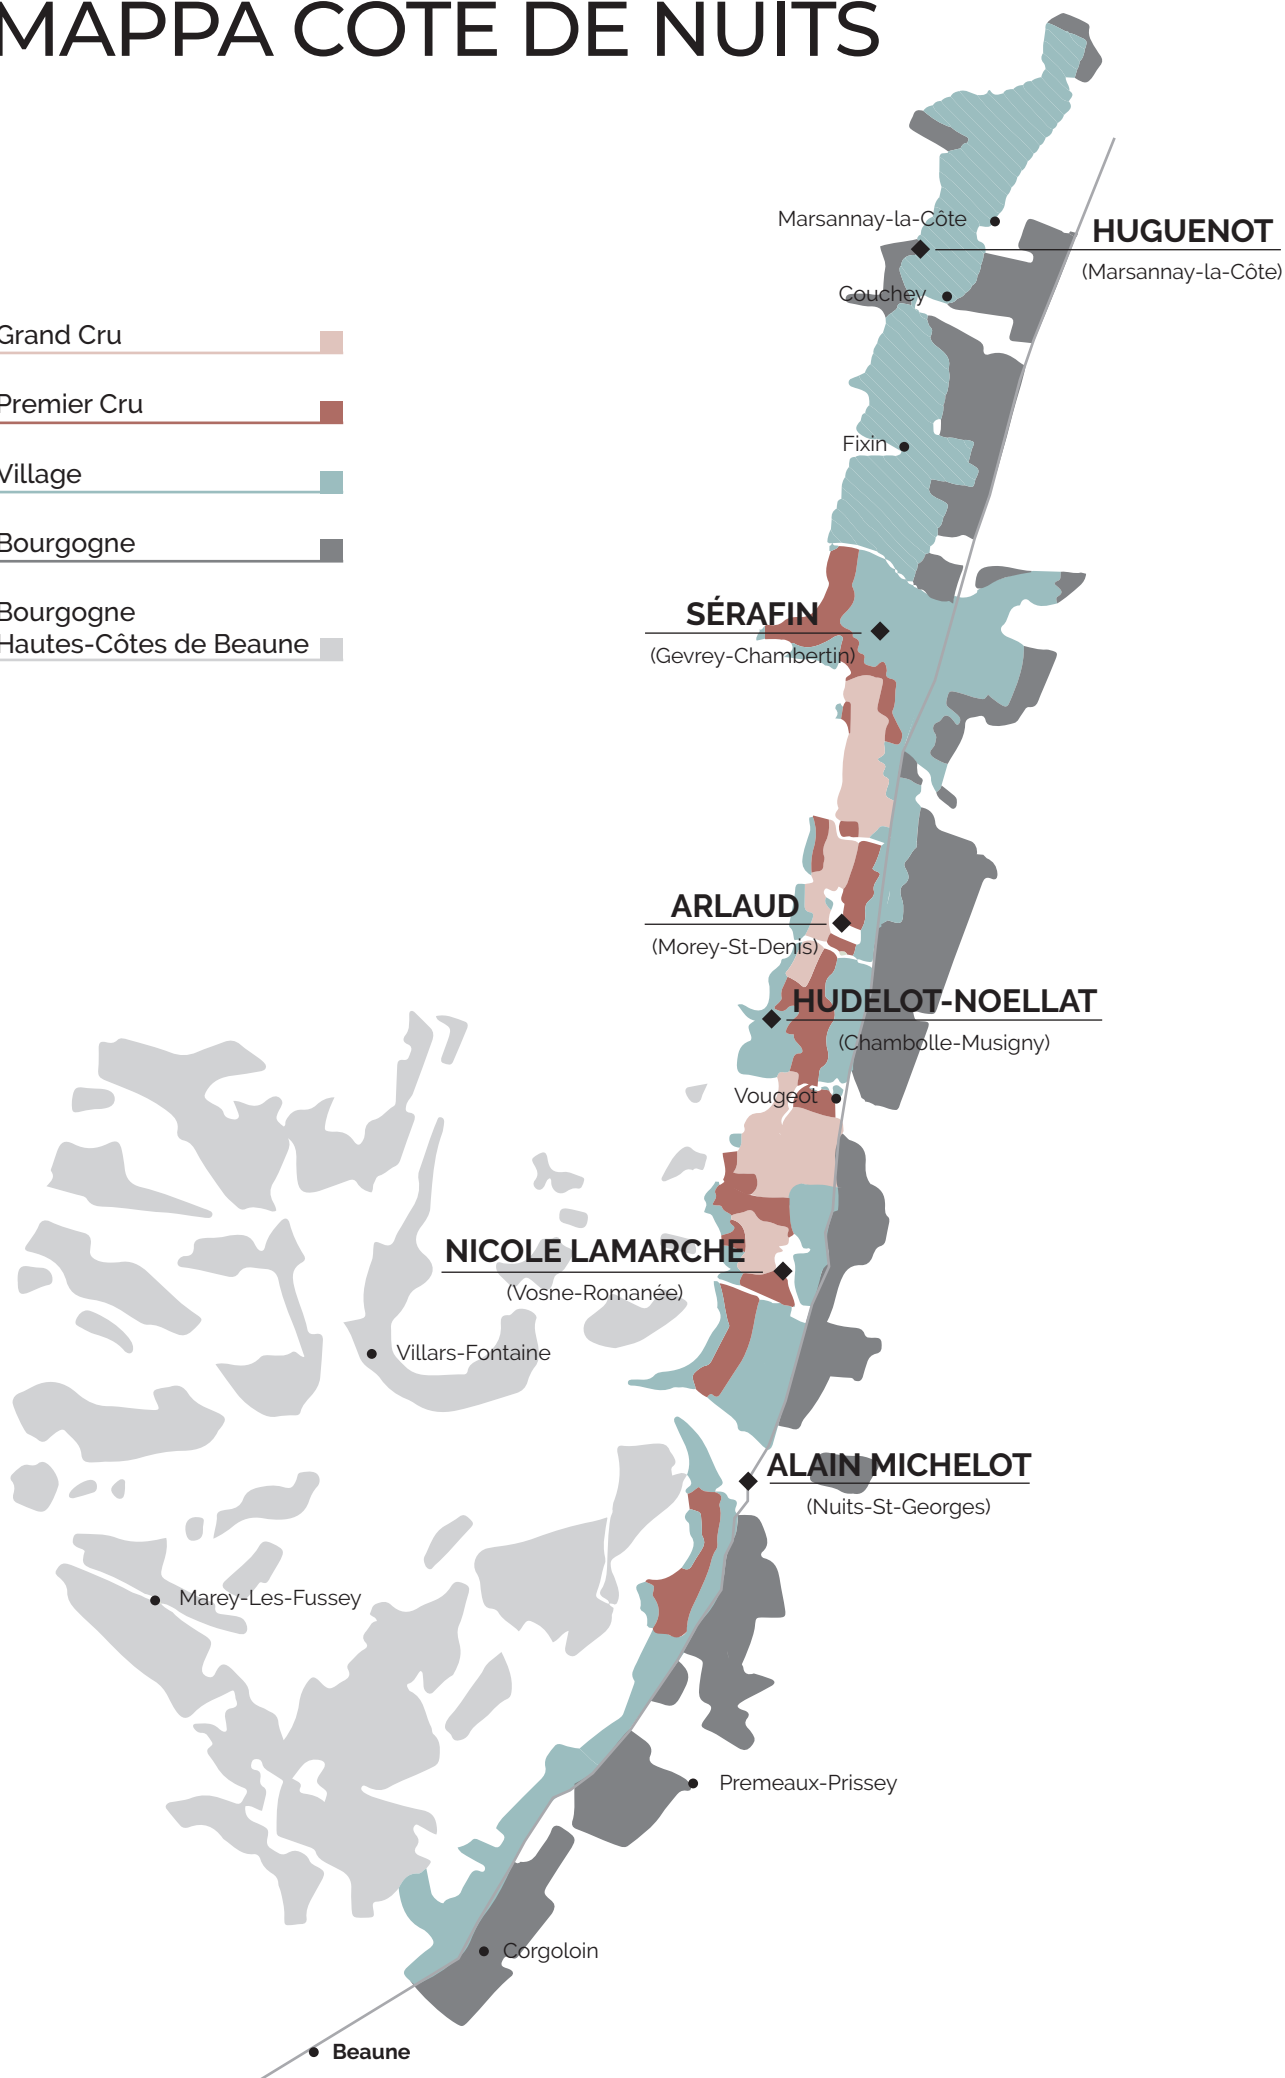 MAPPA COTE DE NUITS
Marsannay-la-Côte
HUGUENOT
(Marsannay-la-Côte)
Couchey
Grand Cru
Premier Cru
Village
Bourgogne
Bourgogne
Hautes-Côtes de Beaune
Fixin
SÉRAFIN
(Gevrey-Chambertin)
ARLAUD
(Morey-St-Denis)
HUDELOT-NOELLAT
(Chambolle-Musigny)
Vougeot
NICOLE LAMARCHE
(Vosne-Romanée)
Villars-Fontaine
ALAIN MICHELOT
(Nuits-St-Georges)
Marey-Les-Fussey
Premeaux-Prissey
Corgoloin
Beaune